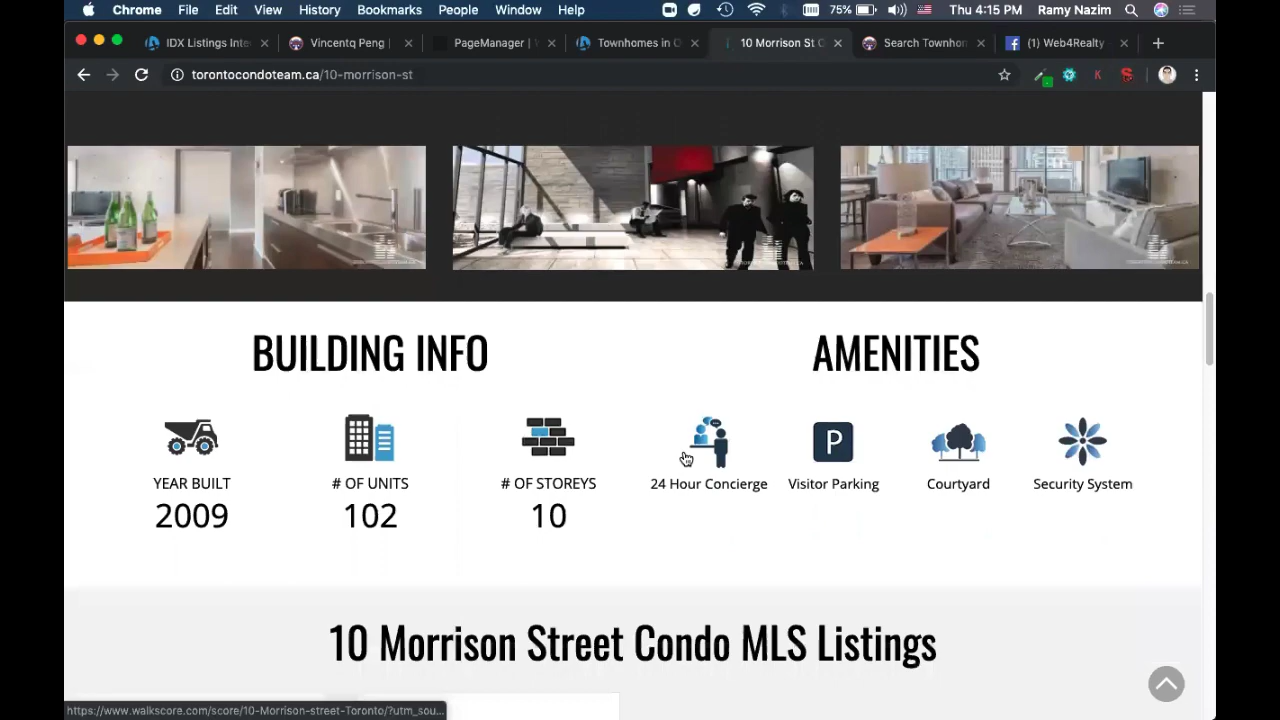 Chrome File Edit View History Bookmarks People Window Help 75% Thu 4:15 PM Ramy Nazim
IDX Listings Inte Vincentq Peng | PageManager | Townhomes in 10 Morrison St C Search Townhom (1) Web4Realty
torontocondoteam.ca/10-morrison-st
BUILDING INFO
AMENITIES
P
YEAR BUILT # OF UNITS # OF STOREYS 24 Hour Concierge Visitor Parking Courtyard Security System
2009 102 10
10 Morrison Street Condo MLS Listings
https://www.walkscore.com/score/10-Morrison-street-Toronto/?utm_sou...